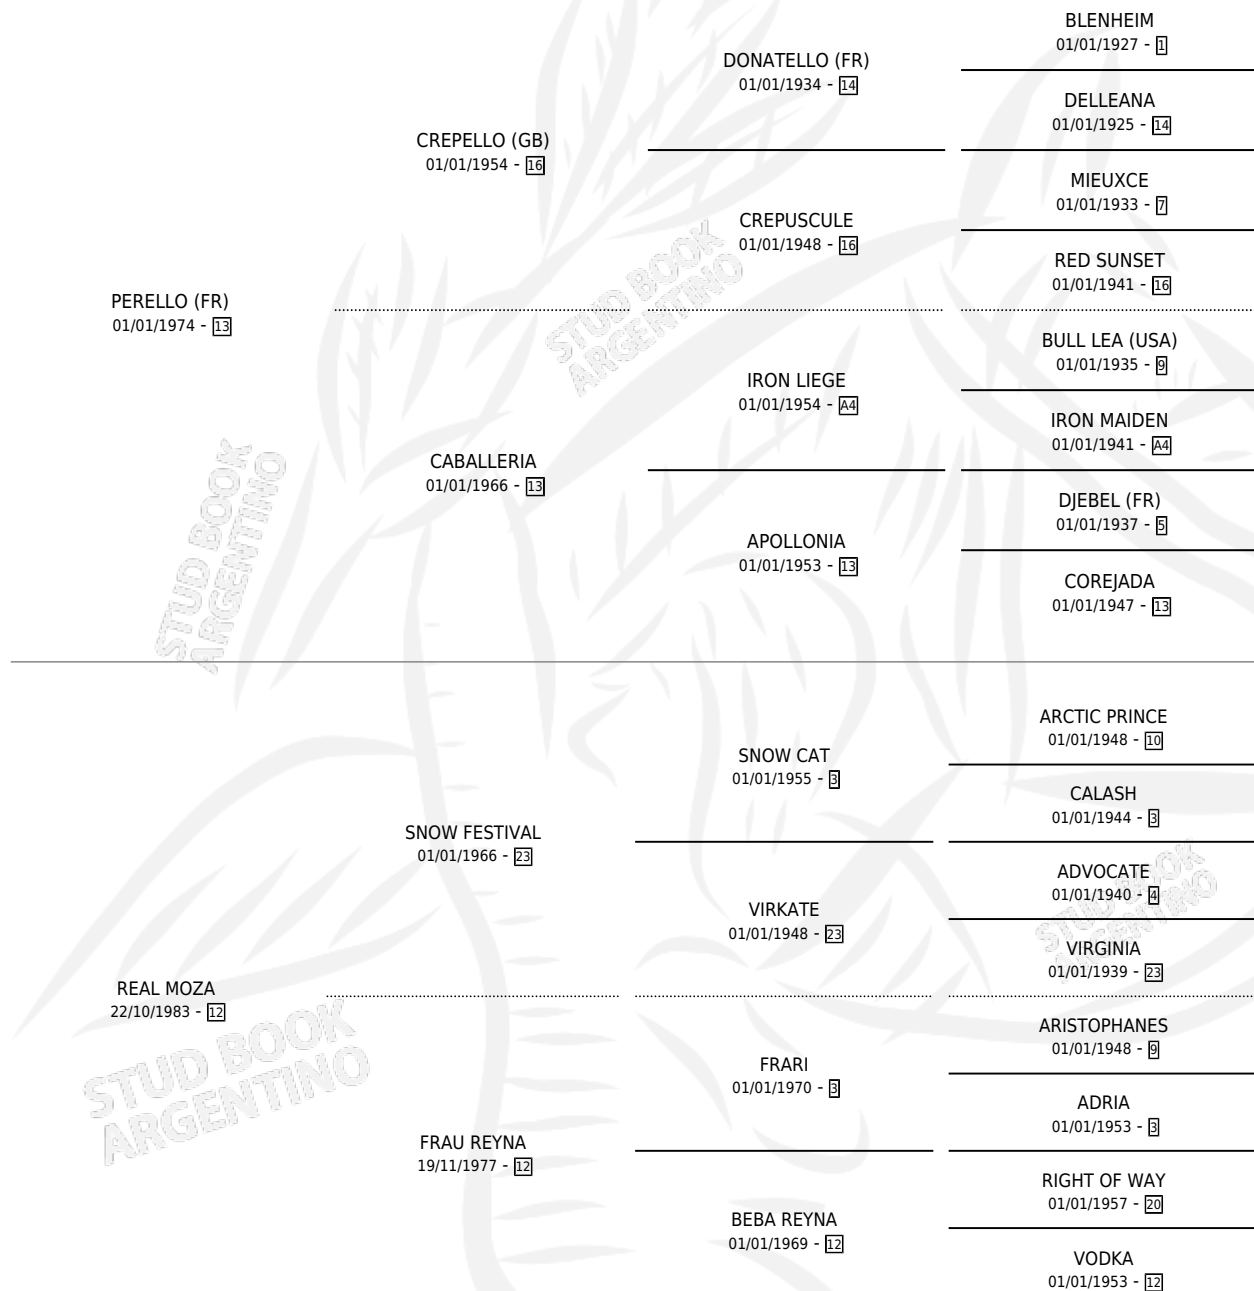 BLENHEIM
01/01/1927 - 1
DONATELLO (FR)
01/01/1934 - 14
DELLEANA
01/01/1925 - 14
CREPELLO (GB)
01/01/1954 - 16
MIEUXCE
01/01/1933 - 7
CREPUSCULE
01/01/1948 - 16
RED SUNSET
01/01/1941 - 16
PERELLO (FR)
01/01/1974 - 13
STUD BOOK
ARGENTINO
BULL LEA (USA)
01/01/1935 - 9
IRON LIEGE
01/01/1954 - A4
IRON MAIDEN
01/01/1941 - A4
CABALLERIA
01/01/1966 - 13
DJEBEL (FR)
01/01/1937 - 5
APOLLONIA
01/01/1953 - 13
COREJADA
01/01/1947 - 13
STUD BOOK
ARGENTINO
ARCTIC PRINCE
01/01/1948 - 10
SNOW CAT
01/01/1955 - 3
CALASH
01/01/1944 - 3
SNOW FESTIVAL
01/01/1966 - 23
ADVOCATE
01/01/1940 - 4
VIRKATE
01/01/1948 - 23
STUD BOOK
ARGENTINO
VIRGINIA
01/01/1939 - 23
REAL MOZA
22/10/1983 - 12
ARISTOPHANES
01/01/1948 - 9
FRARI
01/01/1970 - 3
STUD BOOK
ARGENTINO
ADRIA
01/01/1953 - 3
FRAU REYNA
19/11/1977 - 12
RIGHT OF WAY
01/01/1957 - 20
BEBA REYNA
01/01/1969 - 12
VODKA
01/01/1953 - 12